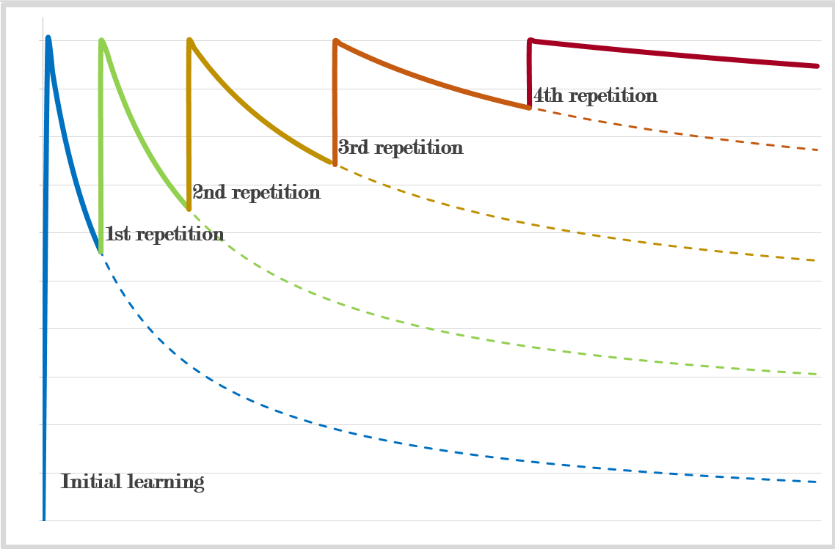 4th repetition
3rd repetition
2nd repetition
1st repetition
Initial learning